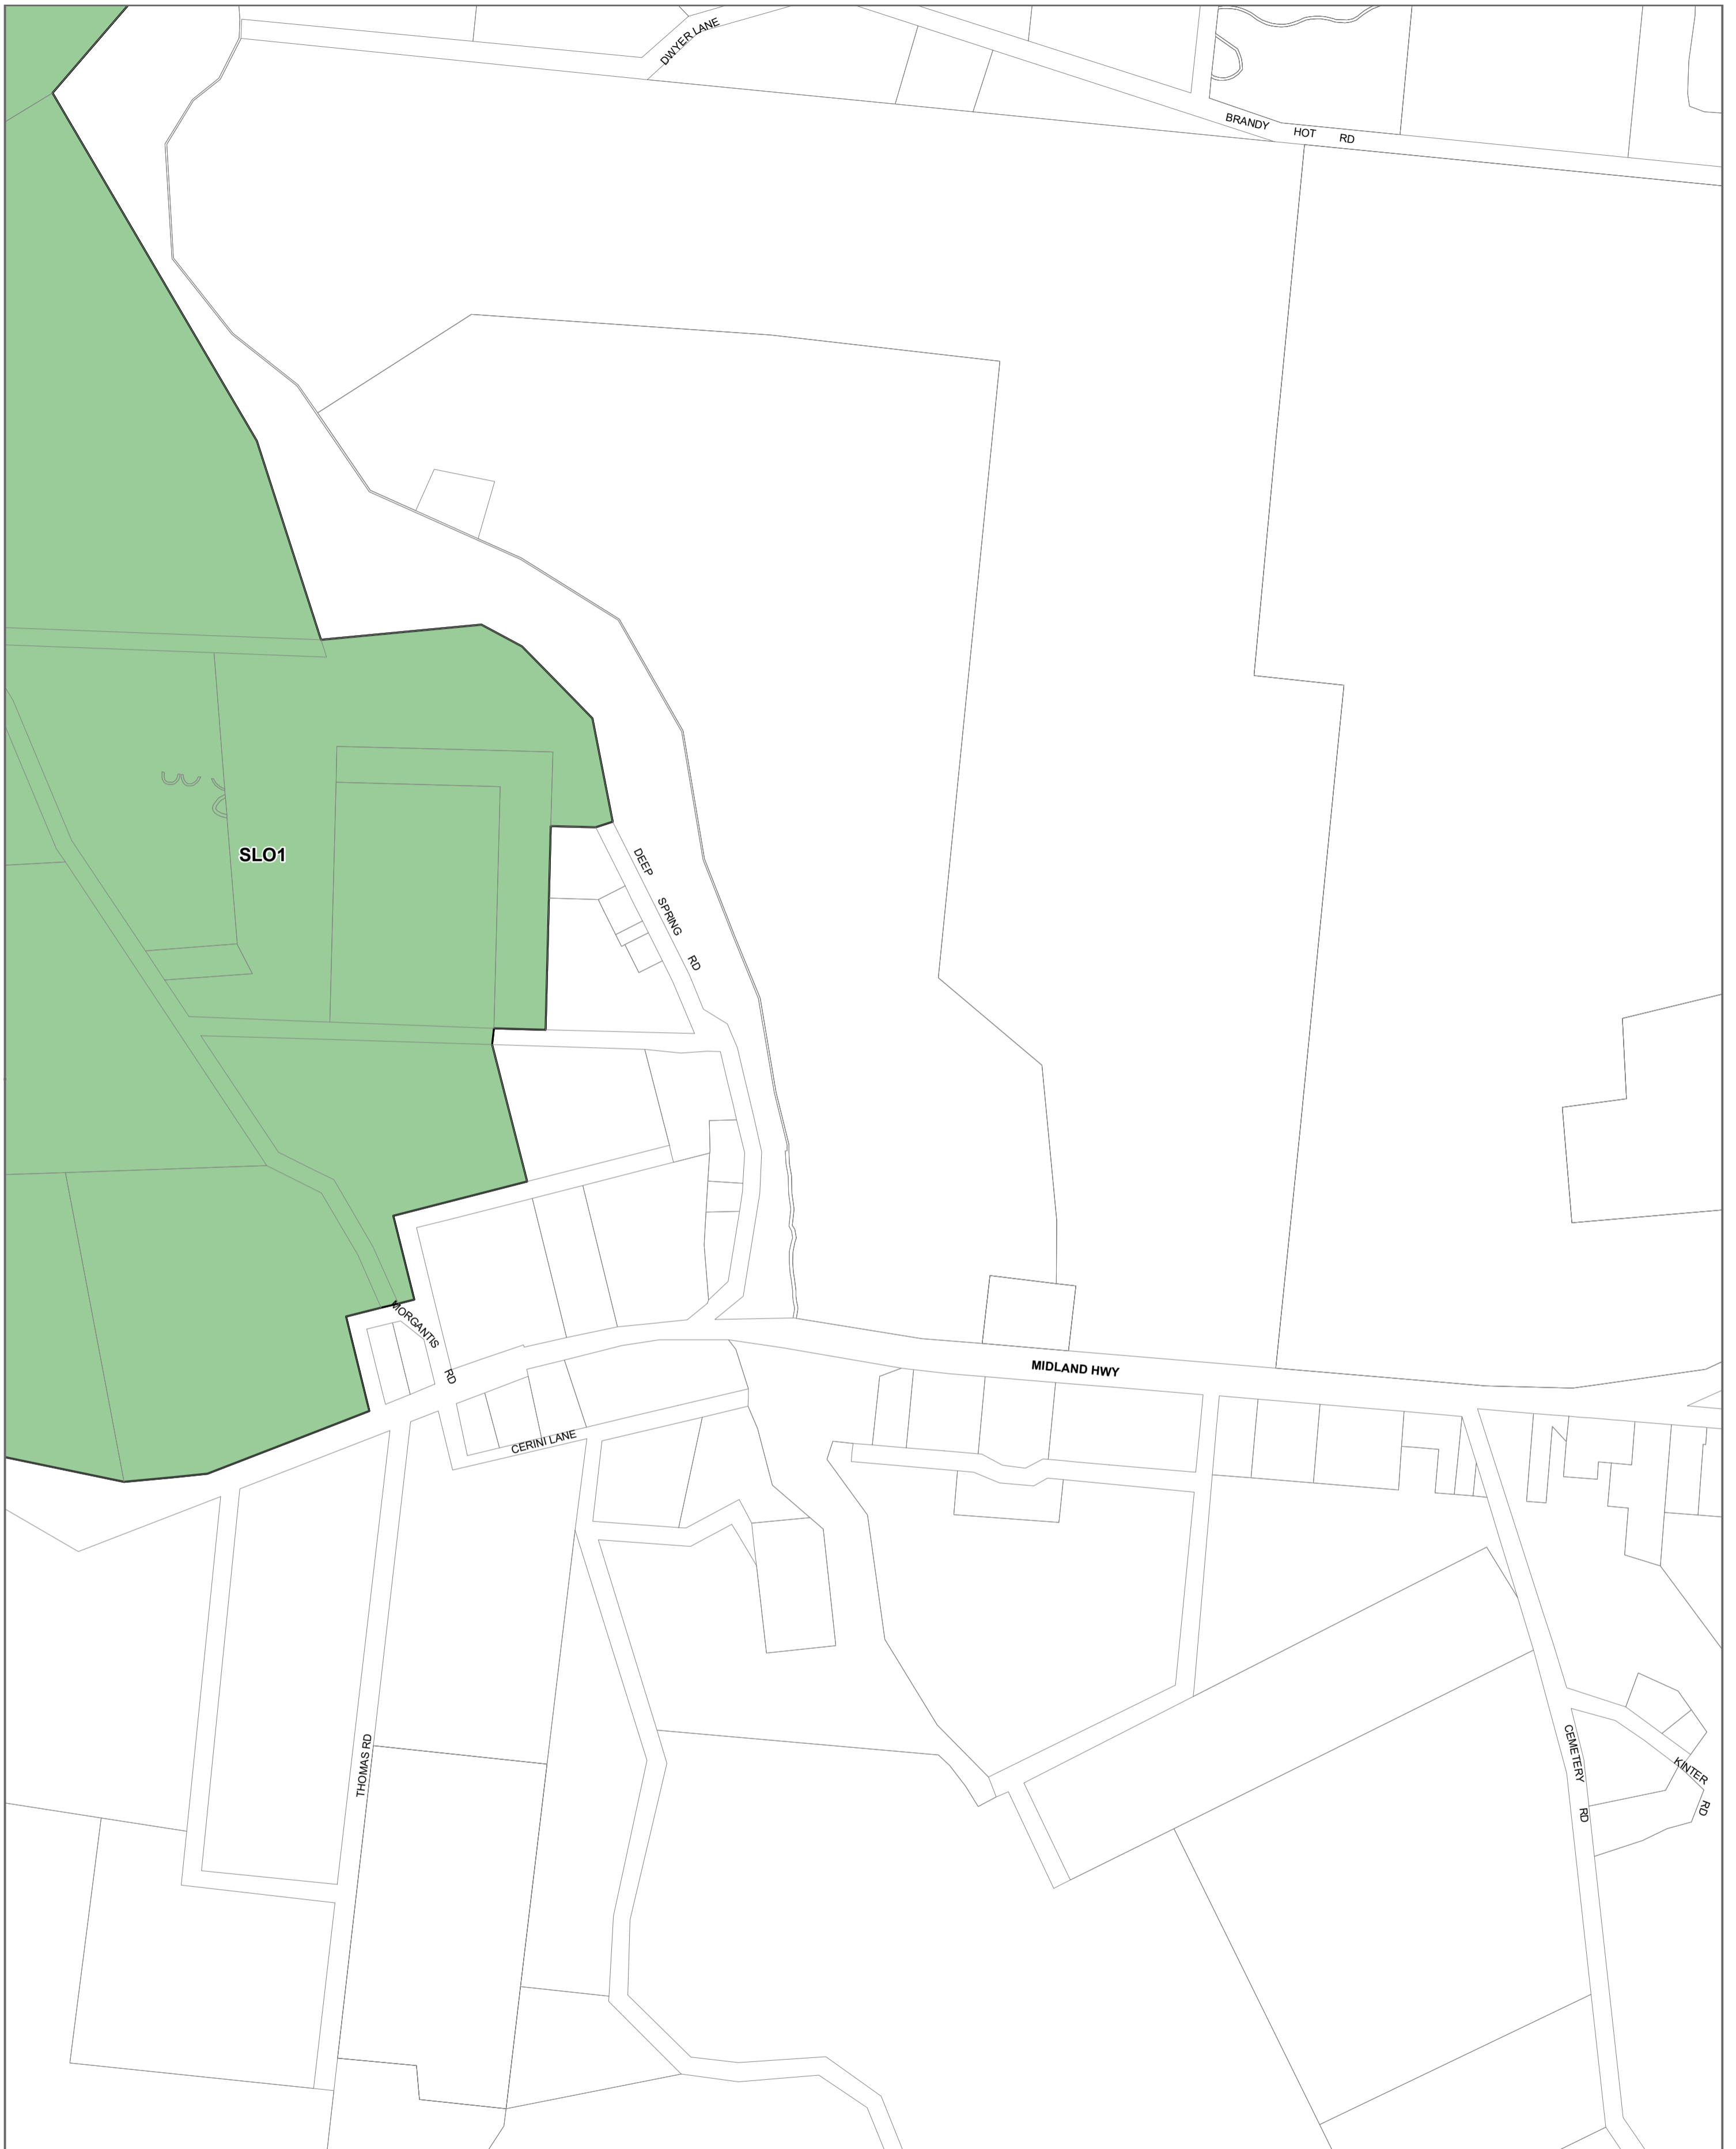 DWYER LANE
BRANDY HOT RD
SLO1
DEEP SPRING RD
MORGANTIS RD
MIDLAND HWY
CERINI LANE
THOMAS RD
CEMETERY RD
KINTER RD